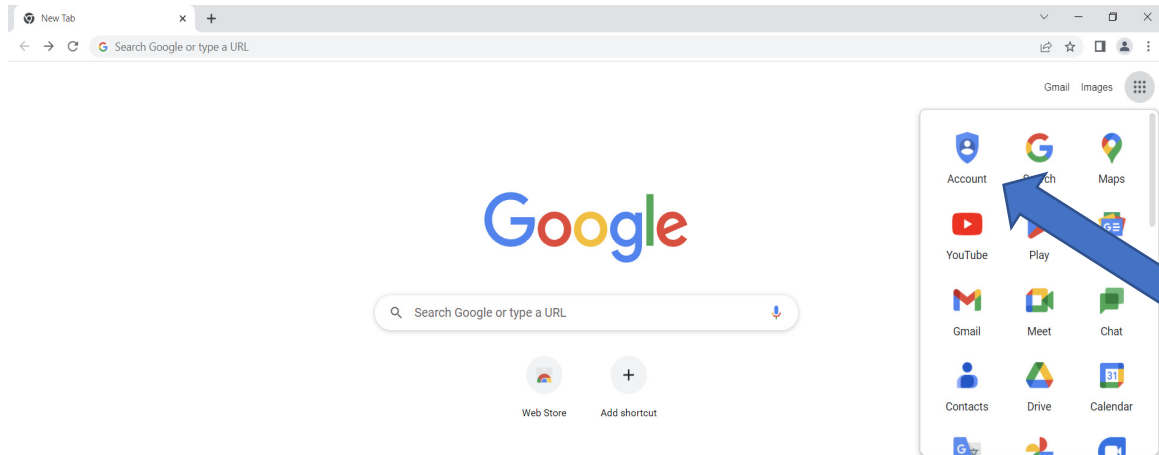 New Tab
Search Google or type a URL
Gmail Images
Account Maps
Google
YouTube Play
Search Google or type a URL
Gmail Meet Chat
Contacts Drive Calendar
31
Web Store Add shortcut